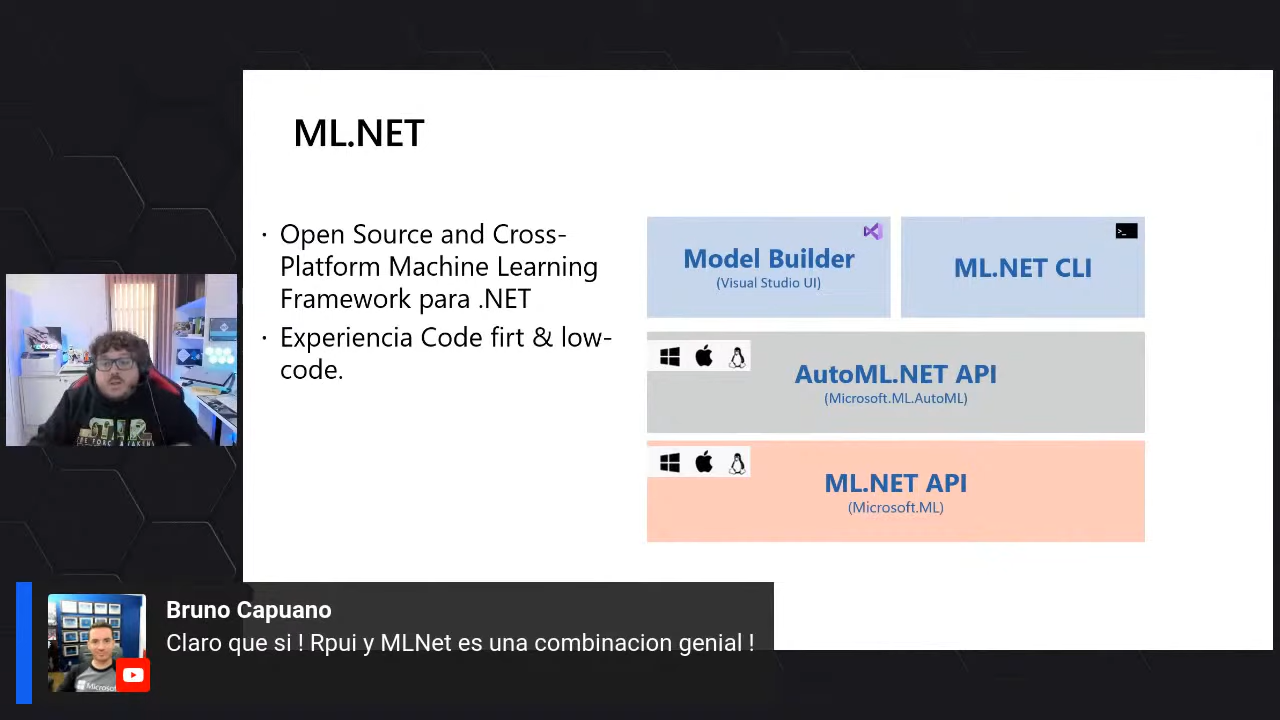 ML.NET
· Open Source and Cross-
Platform Machine Learning
Framework para .NET
· Experiencia Code firt & low-
code.
Model Builder
(Visual Studio UI)
>_
ML.NET CLI
AutoML.NET API
(Microsoft.ML.AutoML)
ML.NET API
(Microsoft.ML)
Bruno Capuano
Claro que si ! Rpui y MLNet es una combinacion genial !